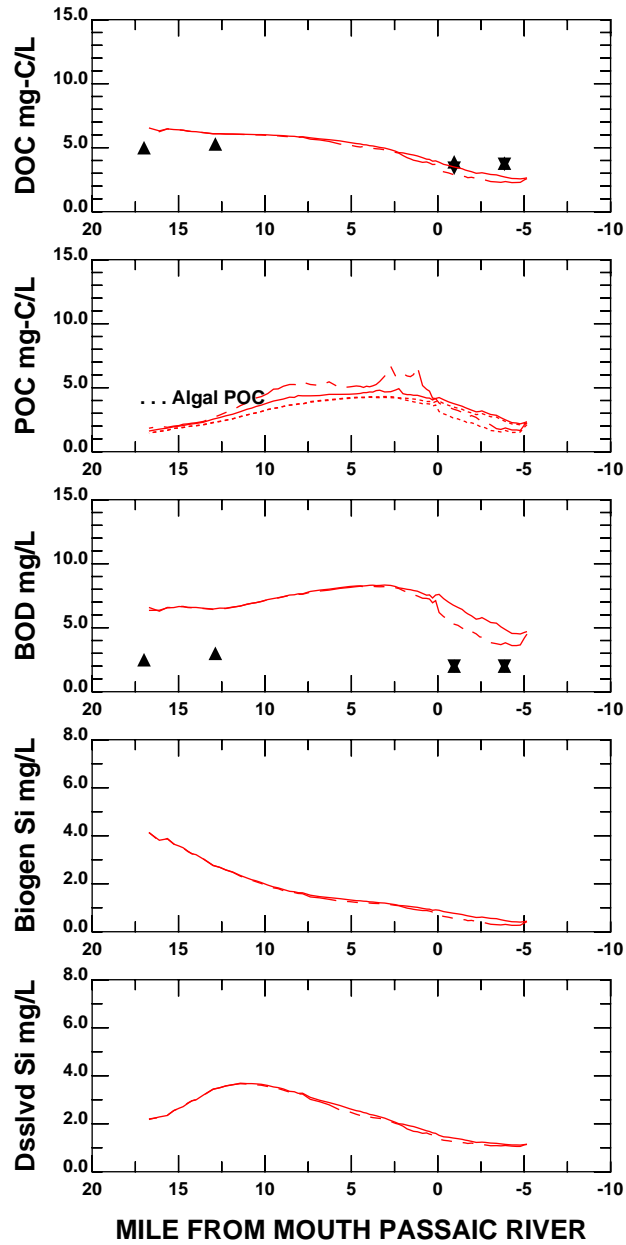 15.0
10.0
5.0
0.0
DOC mg-C/L
20 15 10 5 0 -5 -10
15.0
10.0
5.0
0.0
POC mg-C/L
. . . Algal POC
20 15 10 5 0 -5 -10
15.0
10.0
5.0
0.0
BOD mg/L
20 15 10 5 0 -5 -10
8.0
6.0
4.0
2.0
0.0
Biogen Si mg/L
20 15 10 5 0 -5 -10
8.0
6.0
4.0
2.0
0.0
Dsslvd Si mg/L
20 15 10 5 0 -5 -10
MILE FROM MOUTH PASSAIC RIVER